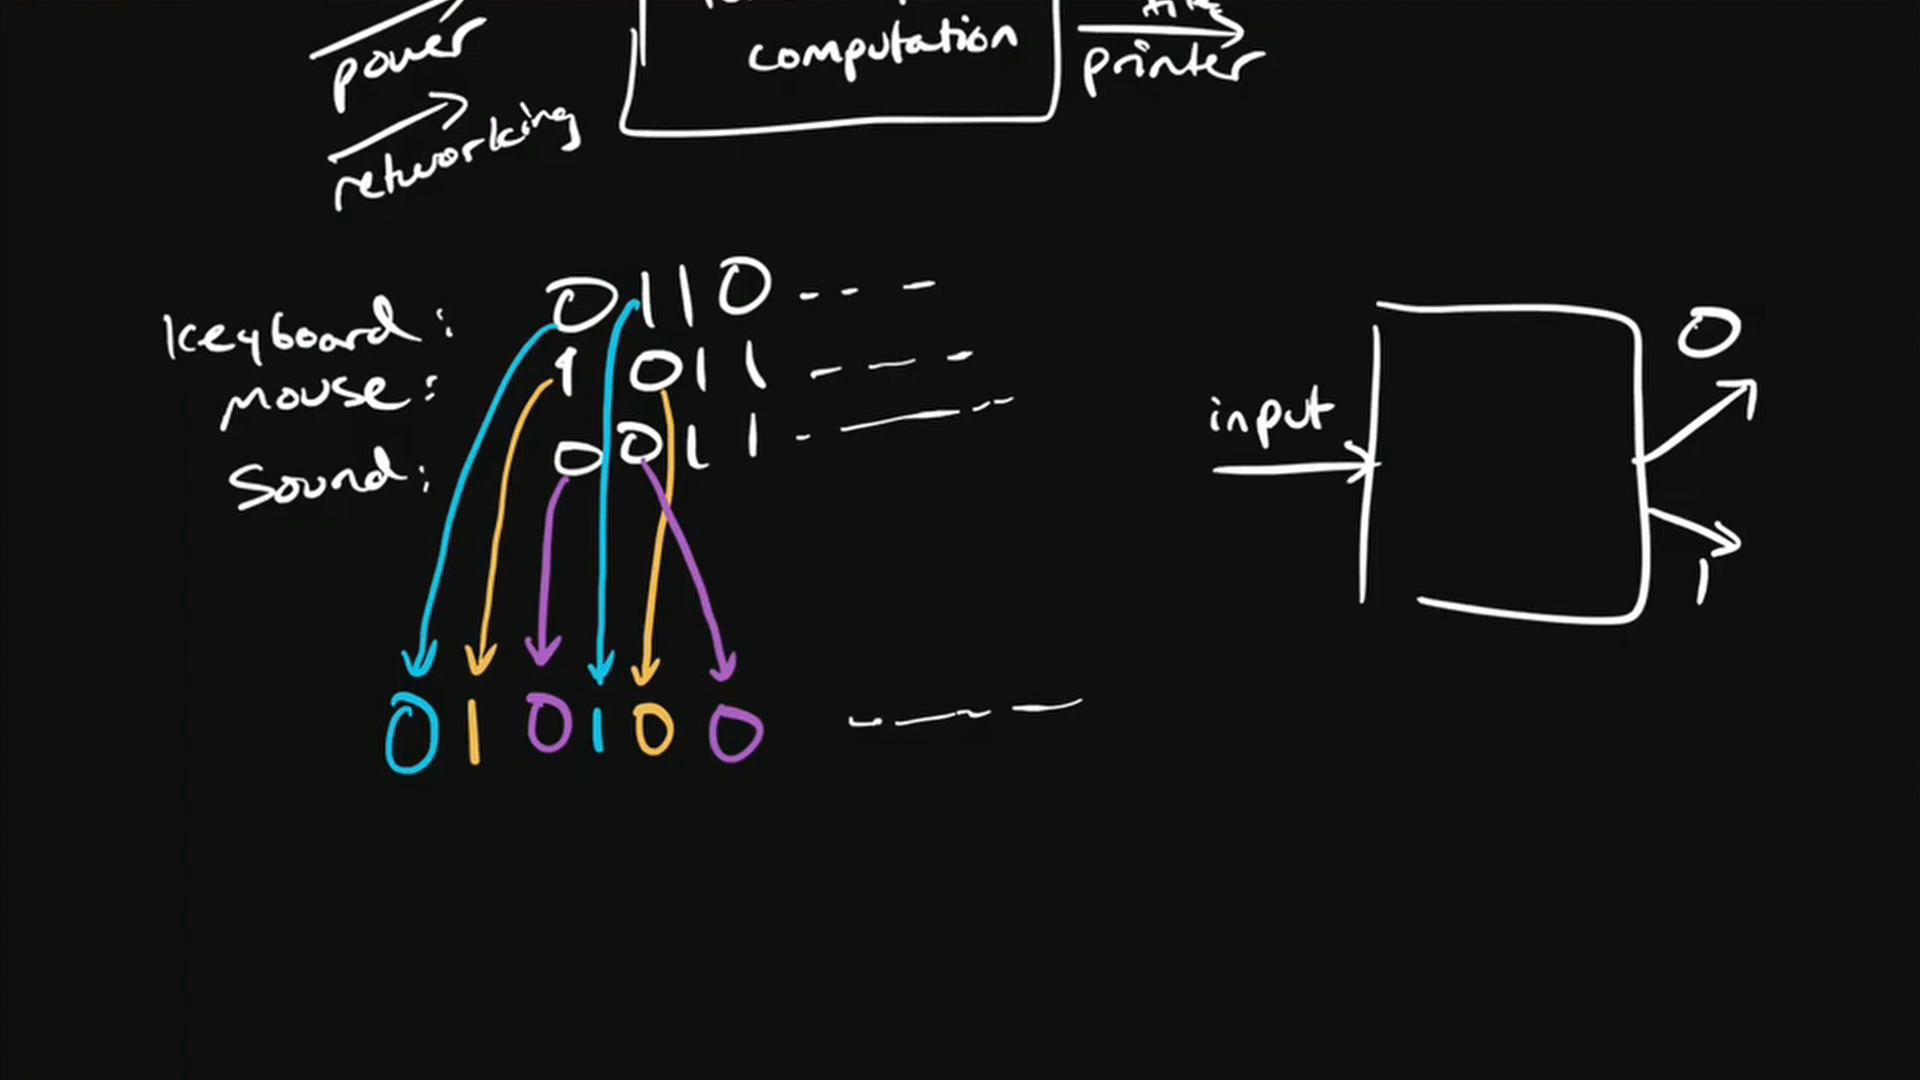 power
computation
printer
networking
keyboard: 0110 - - -
mouse: 1011 - - -
sound: 0011 - - - -
input
0
1
010100 - - - -